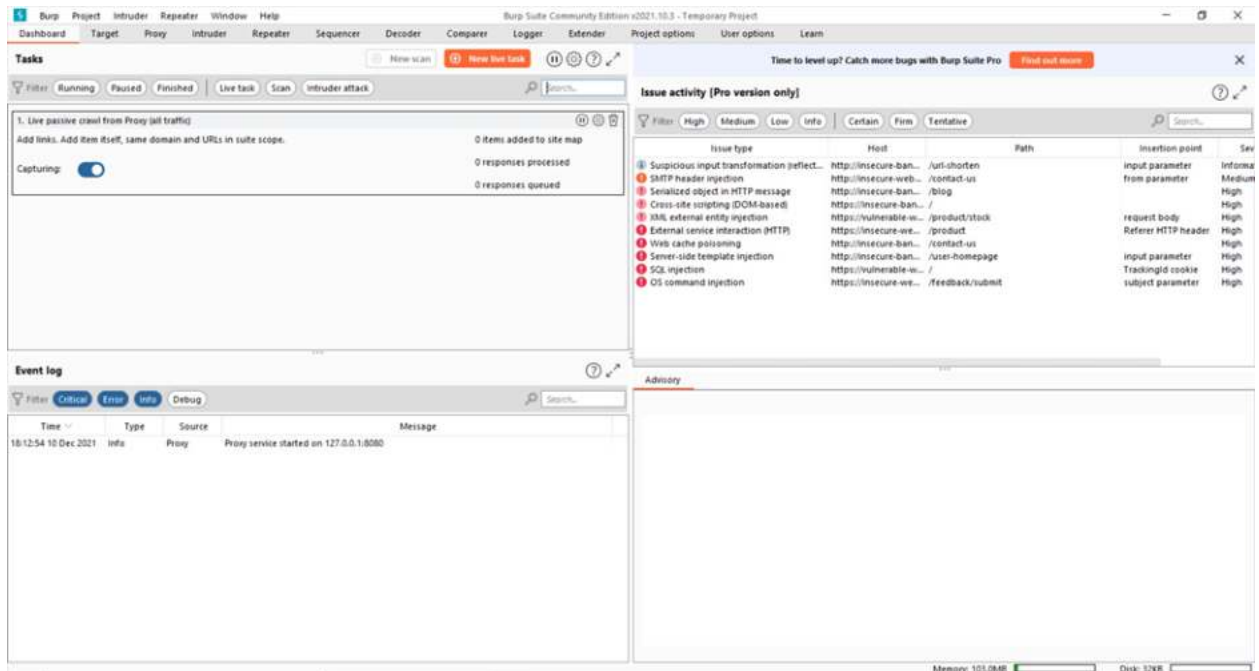 Burp Project Intruder Repeater Window Help Burp Suite Community Edition v2021.10.3 - Temporary Project
Dashboard Target Proxy Intruder Repeater Sequencer Decoder Comparer Logger Extender Project options User options Learn
Tasks New scan New live task
Filter Running Paused Finished Live task Scan Intruder attack Search...
1. Live passive crawl from Proxy (all traffic)
Add links. Add item itself, same domain and URLs in suite scope. 0 items added to site map
Capturing: 0 responses processed
0 responses queued
Event log
Filter Critical Error Info Debug Search...
Time Type Source Message
18:12:54 10 Dec 2021 Info Proxy Proxy service started on 127.0.0.1:8080
Time to level up? Catch more bugs with Burp Suite Pro Find out more
Issue activity [Pro version only]
Filter High Medium Low Info Certain Firm Tentative Search...
Issue type Host Path Insertion point Sev
Suspicious input transformation (reflect... http://insecure-ban... /url-shorten input parameter Informa
SMTP header injection http://insecure-web... /contact-us from parameter Medium
Serialized object in HTTP message http://insecure-ban... /blog High
Cross-site scripting (DOM-based) https://insecure-ban... / High
XML external entity injection https://vulnerable-w... /product/stock request body High
External service interaction (HTTP) https://insecure-we... /product Referer HTTP header High
Web cache poisoning http://insecure-ban... /contact-us High
Server-side template injection http://insecure-ban... /user-homepage input parameter High
SQL injection https://vulnerable-w... / TrackingId cookie High
OS command injection https://insecure-we... /feedback/submit subject parameter High
Advisory
Memory: 103.0MB Disk: 32KB